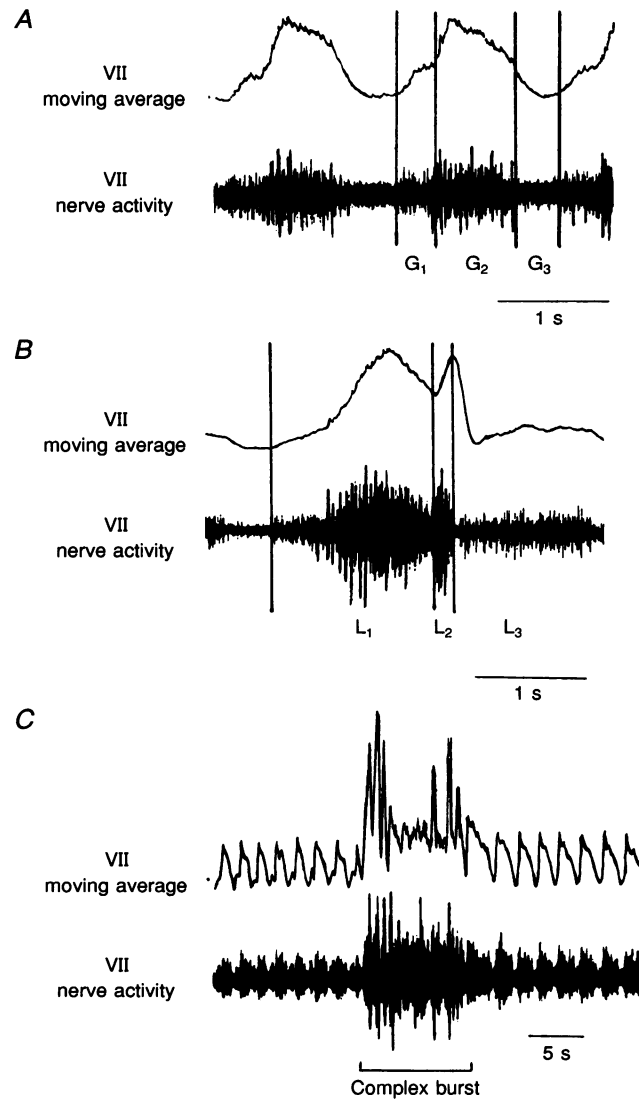 A
VII
moving average
VII
nerve activity
G₁ G₂ G₃
1 s
B
VII
moving average
VII
nerve activity
L₁ L₂ L₃
1 s
C
VII
moving average
VII
nerve activity
5 s
Complex burst